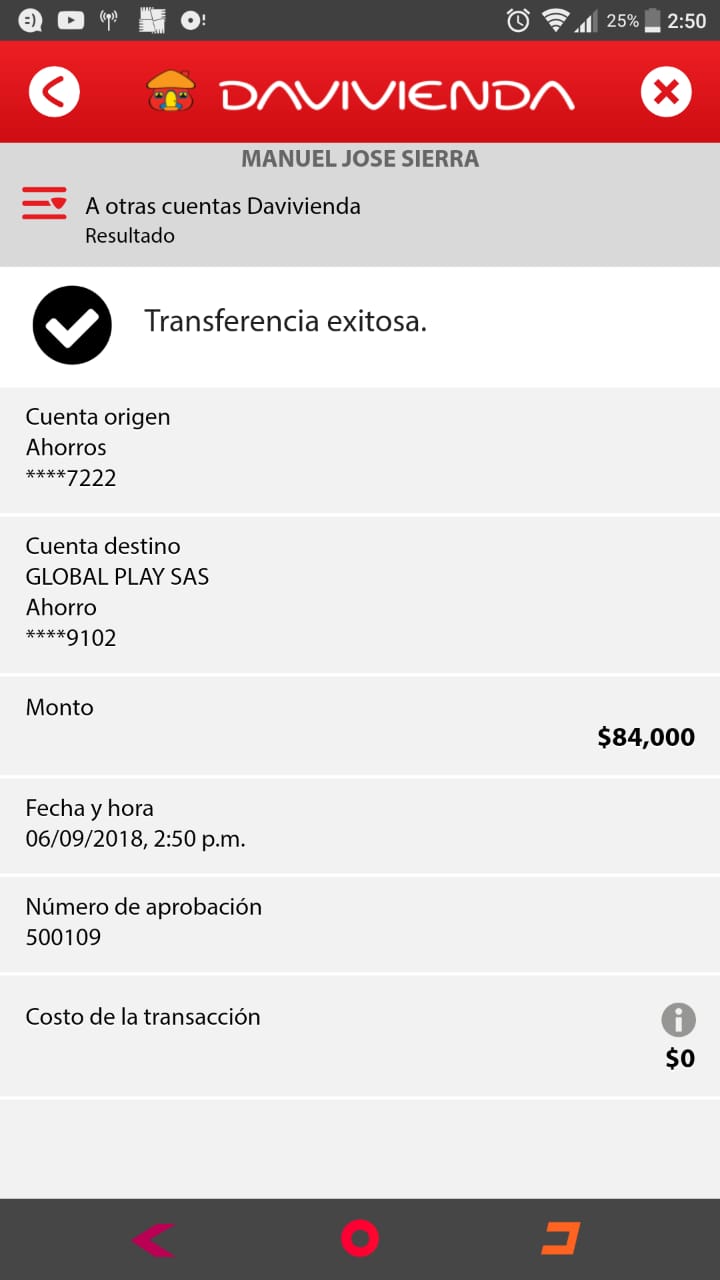 25% 2:50
DAVIVIENDA
MANUEL JOSE SIERRA
A otras cuentas Davivienda
Resultado
Transferencia exitosa.
Cuenta origen
Ahorros
****7222
Cuenta destino
GLOBAL PLAY SAS
Ahorro
****9102
Monto
$84,000
Fecha y hora
06/09/2018, 2:50 p.m.
Número de aprobación
500109
Costo de la transacción
$0